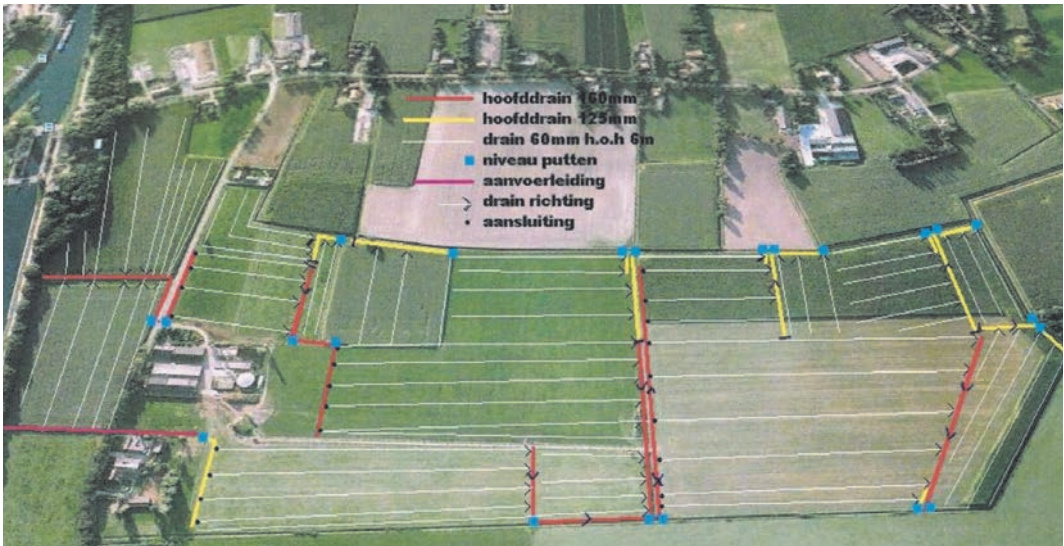 hoofddrain 160mm
hoofddrain 125mm
drain 60mm h.o.h 6m
niveau putten
aanvoerleiding
drain richting
aansluiting